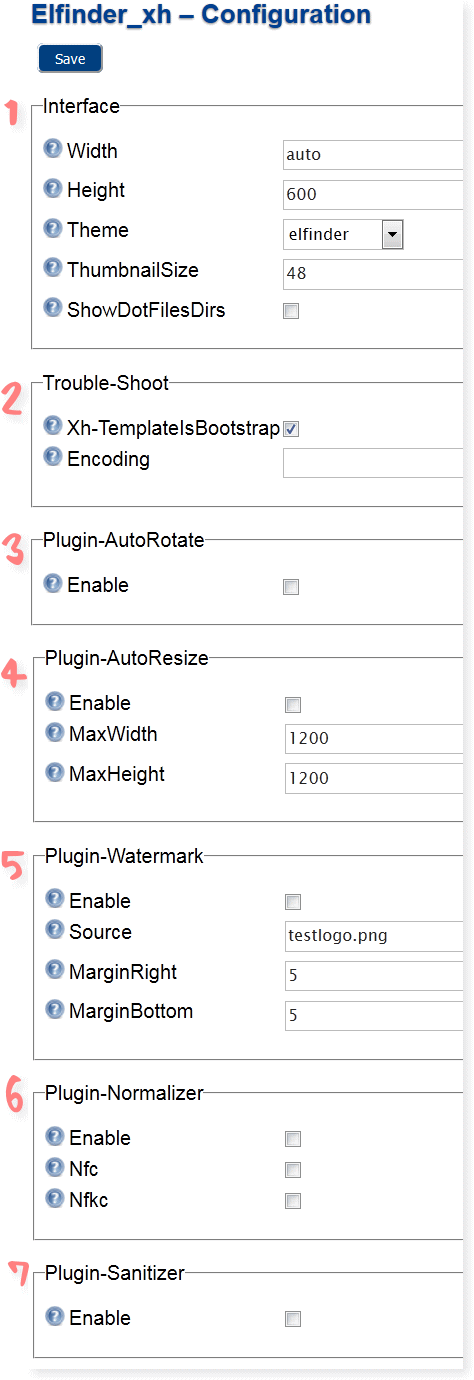 Elfinder_xh – Configuration
Save
1 Interface
Width auto
Height 600
Theme elfinder
ThumbnailSize 48
ShowDotFilesDirs
2 Trouble-Shoot
Xh-TemplateIsBootstrap
Encoding
3 Plugin-AutoRotate
Enable
4 Plugin-AutoResize
Enable
MaxWidth 1200
MaxHeight 1200
5 Plugin-Watermark
Enable
Source testlogo.png
MarginRight 5
MarginBottom 5
6 Plugin-Normalizer
Enable
Nfc
Nfkc
7 Plugin-Sanitizer
Enable